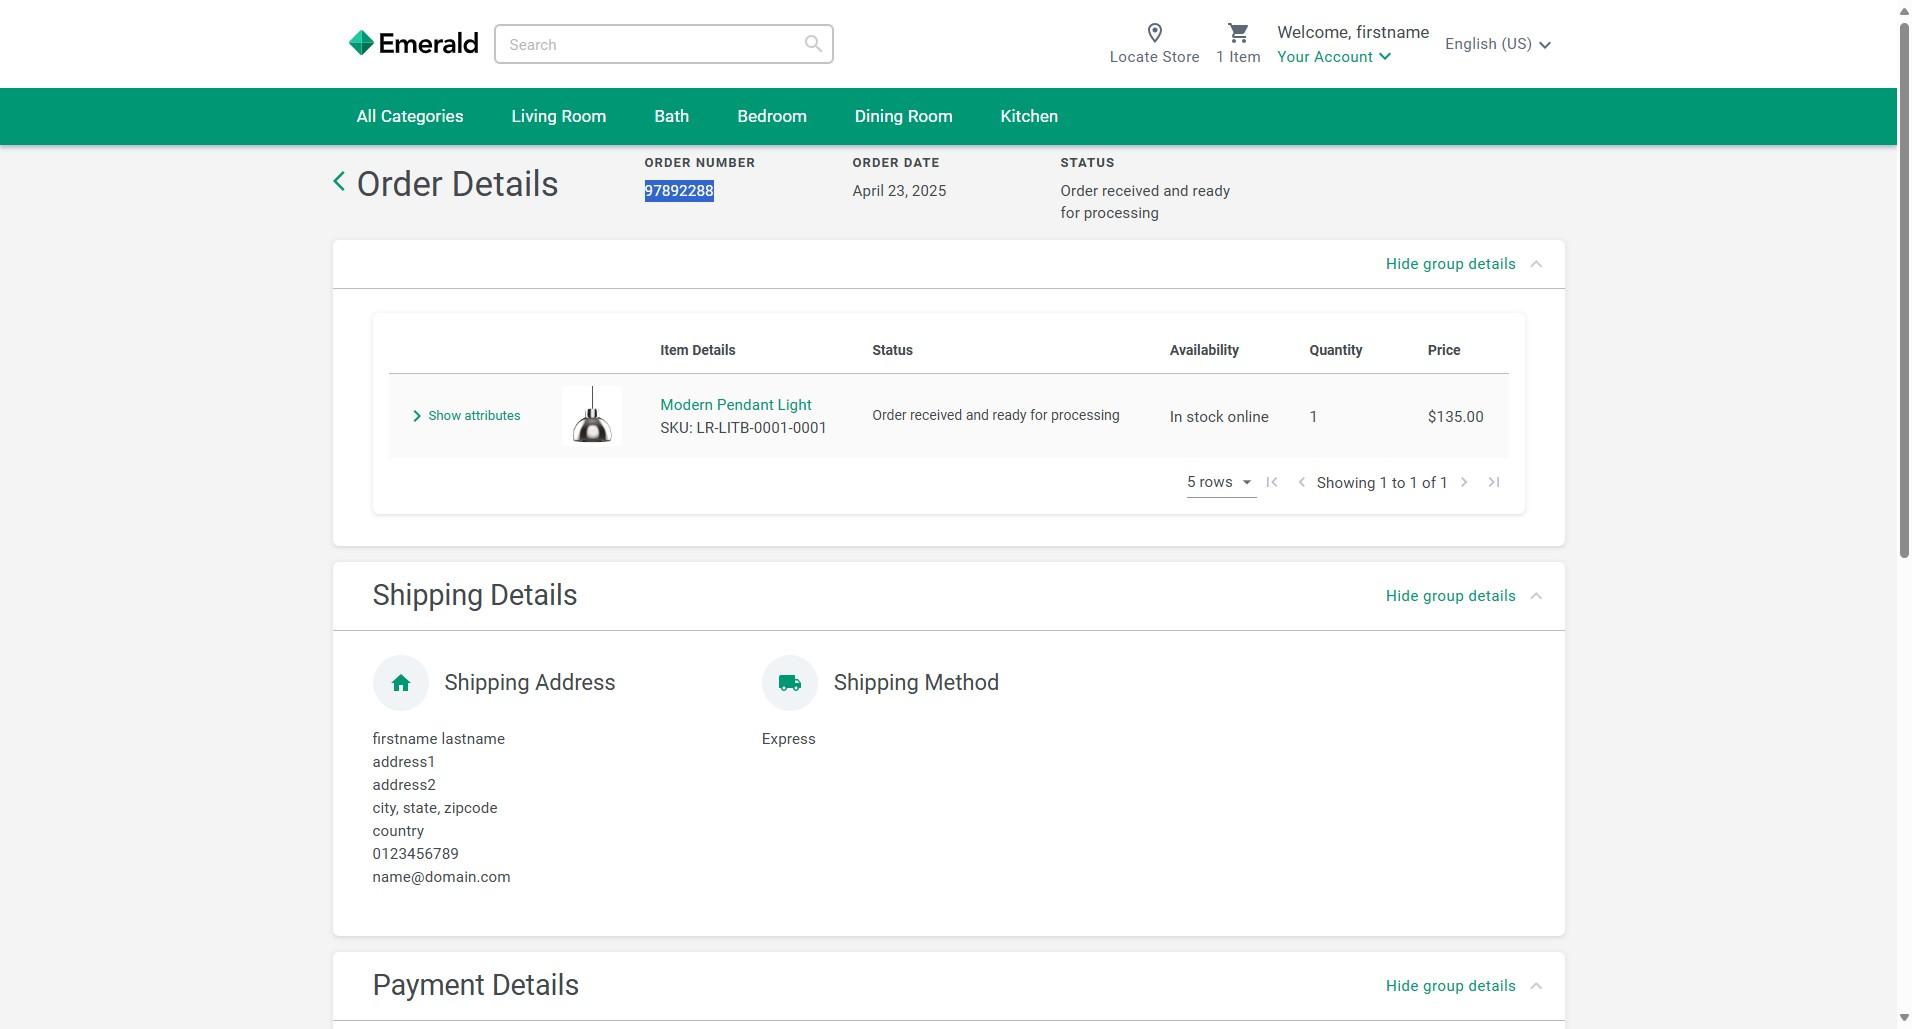 Emerald
Search
Locate Store
1 Item
Welcome, firstname
Your Account
English (US)
All Categories
Living Room
Bath
Bedroom
Dining Room
Kitchen
Order Details
ORDER NUMBER
97892288
ORDER DATE
April 23, 2025
STATUS
Order received and ready
for processing
Hide group details
Item Details Status Availability Quantity Price
Show attributes
Modern Pendant Light
SKU: LR-LITB-0001-0001
Order received and ready for processing
In stock online
1
$135.00
5 rows
Showing 1 to 1 of 1
Shipping Details
Hide group details
Shipping Address
firstname lastname
address1
address2
city, state, zipcode
country
0123456789
name@domain.com
Shipping Method
Express
Payment Details
Hide group details